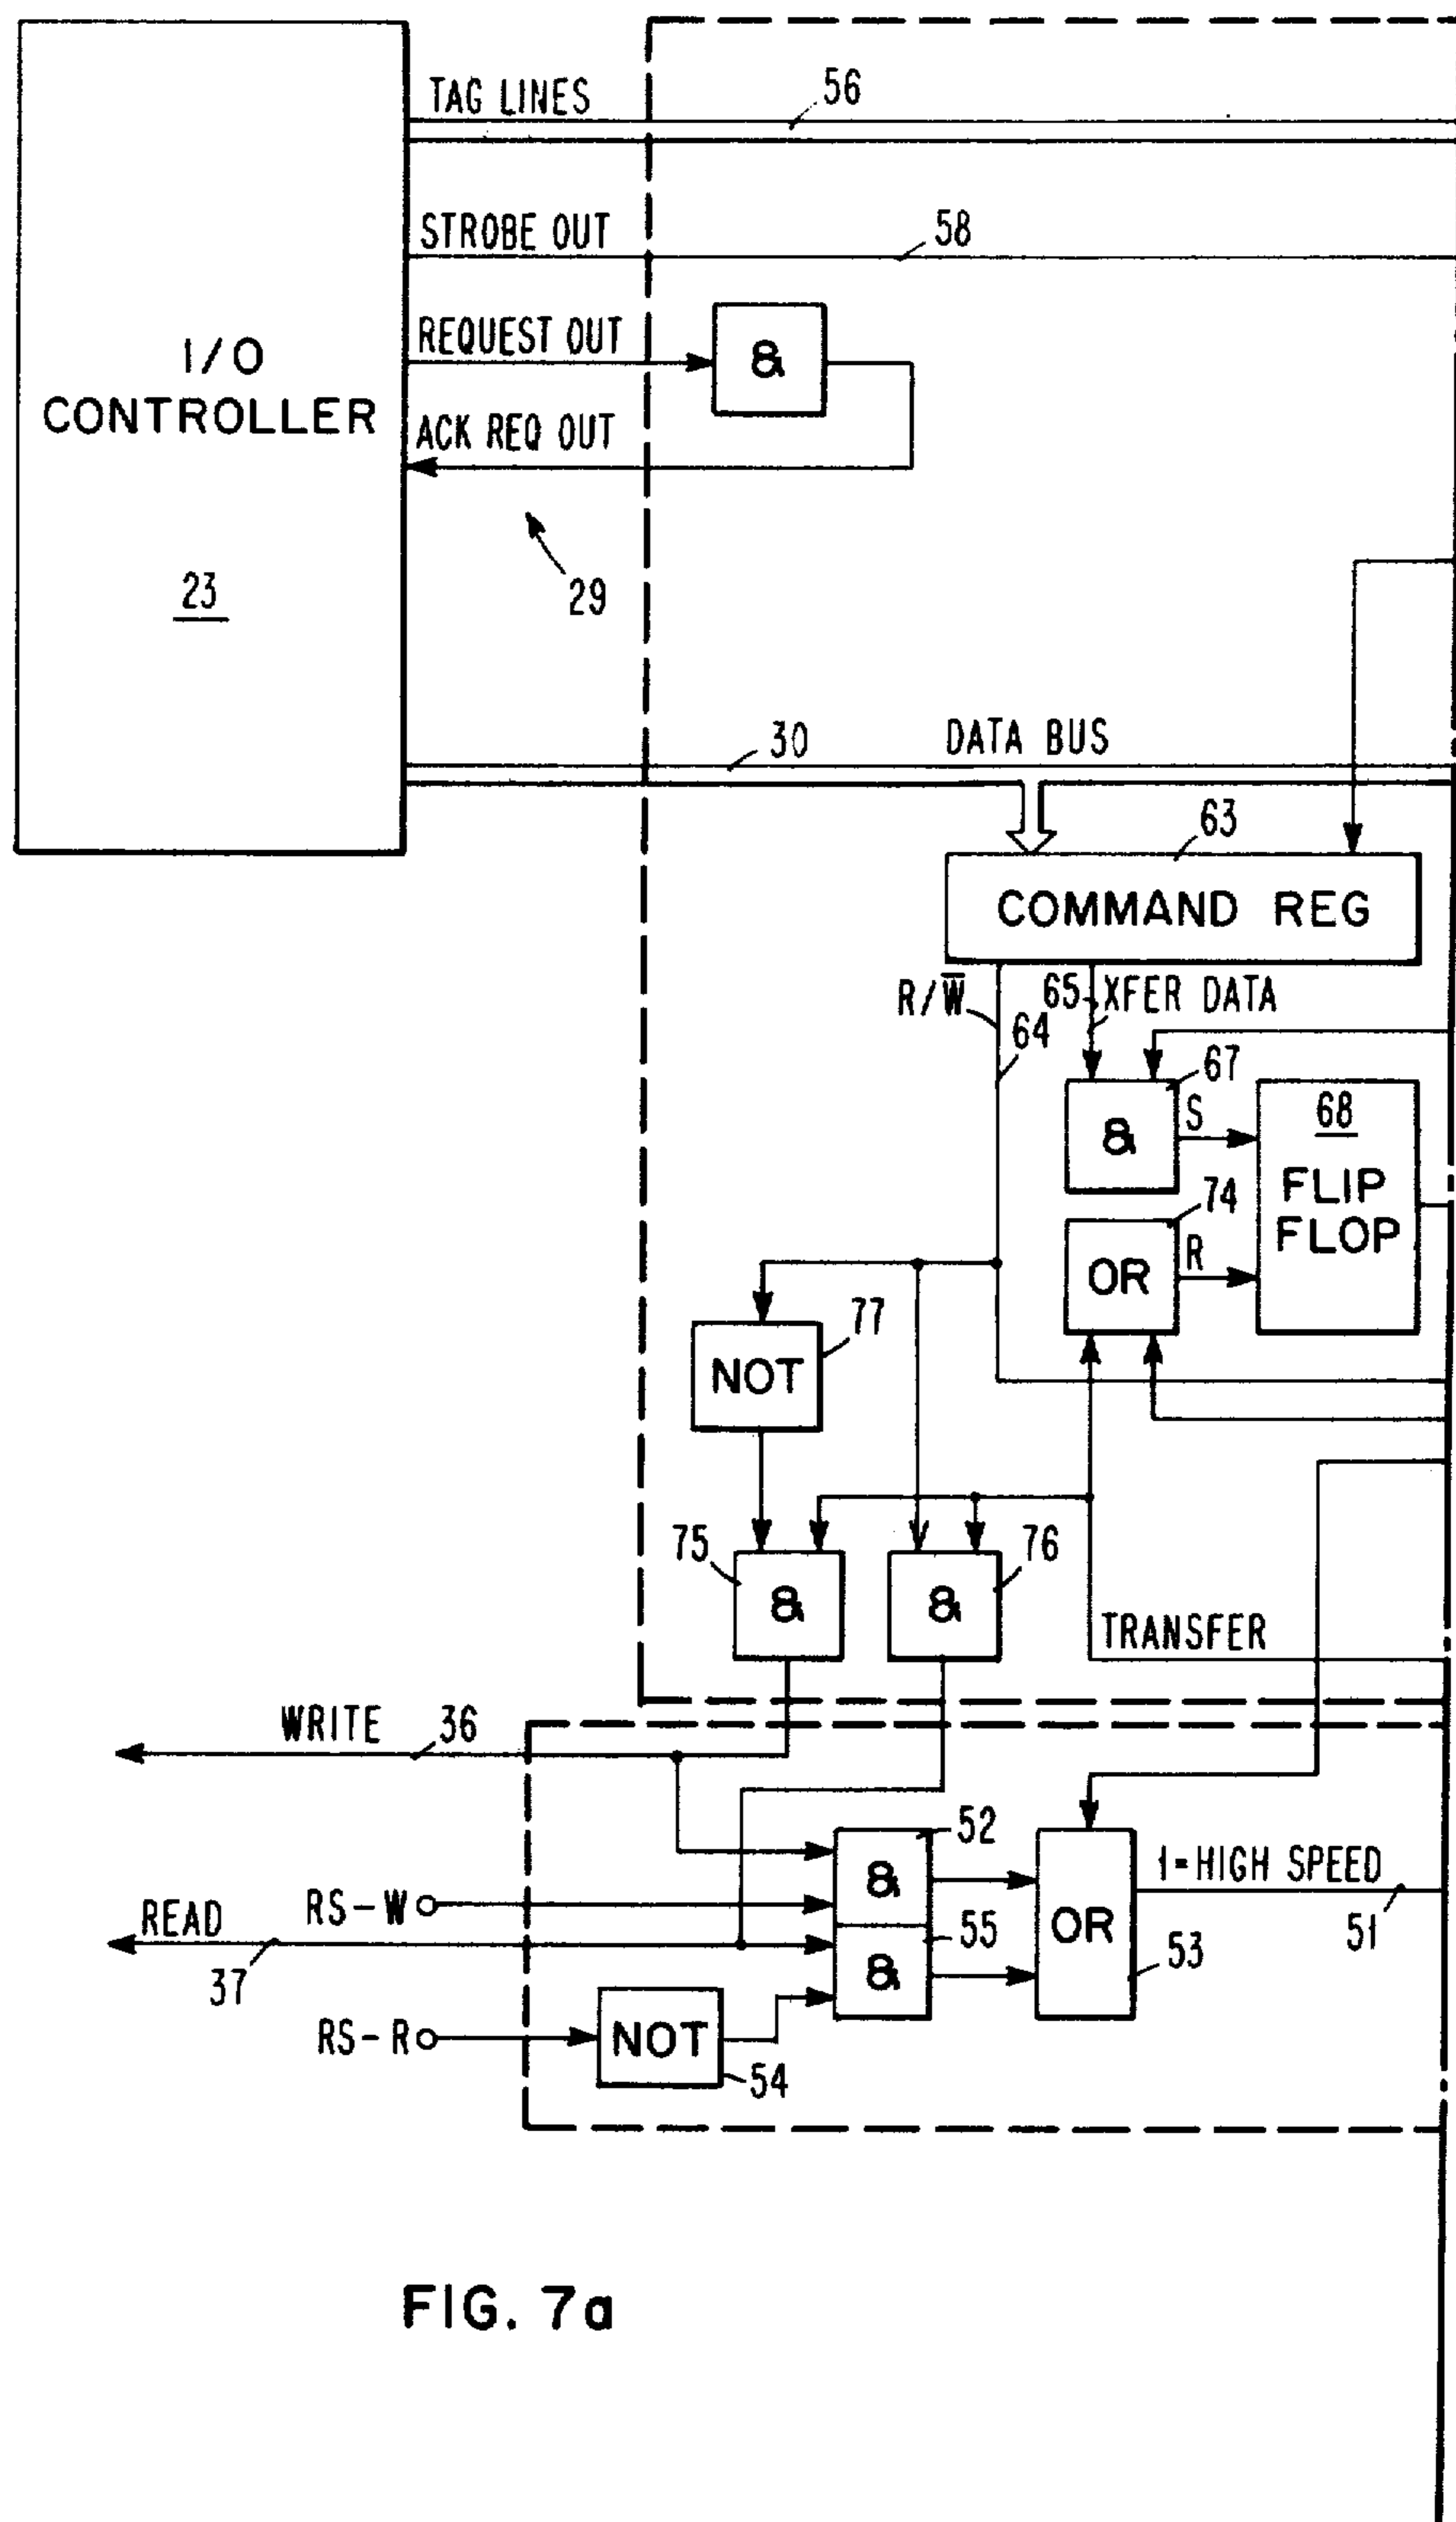 TAG LINES
56
STROBE OUT
58
REQUEST OUT
&
I/O
CONTROLLER
ACK REQ OUT
23
29
30
DATA BUS
63
COMMAND REG
R/W̅
65
XFER DATA
64
67
&
S
68
FLIP
FLOP
74
OR
R
77
NOT
75
&
76
&
TRANSFER
WRITE
36
52
&
1=HIGH SPEED
RS-W
READ
55
&
OR
51
53
37
RS-R
NOT
54
FIG. 7a